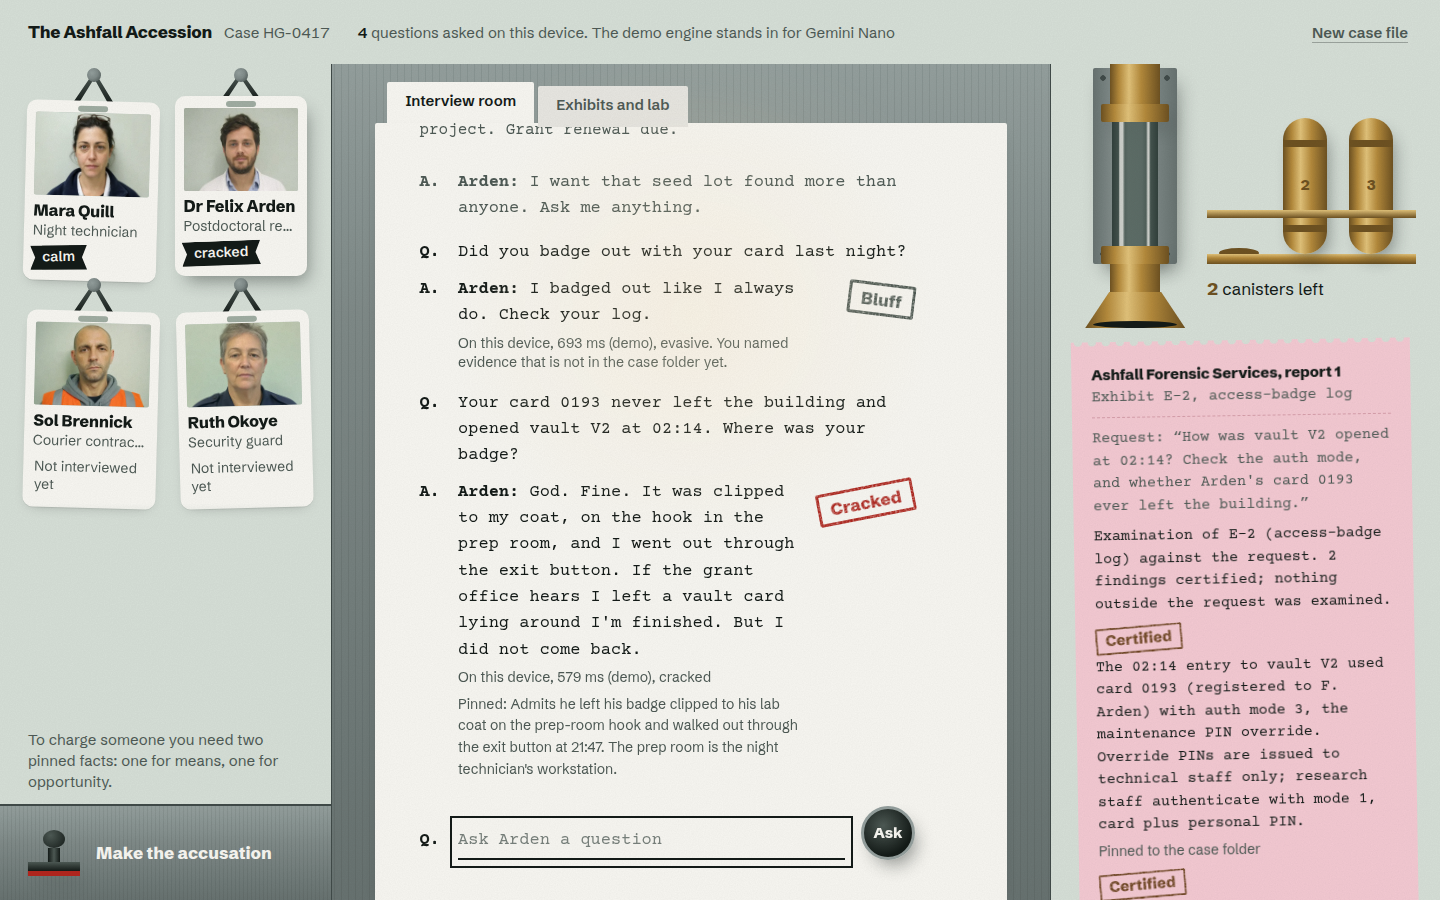 The Ashfall Accession Case HG-0417 4 questions asked on this device. The demo engine stands in for Gemini Nano New case file
Mara Quill
Night technician
calm
Dr Felix Arden
Postdoctoral re...
cracked
Sol Brennick
Courier contrac...
Not interviewed
yet
Ruth Okoye
Security guard
Not interviewed
yet
To charge someone you need two
pinned facts: one for means, one for
opportunity.
Make the accusation
Interview room Exhibits and lab
project. Grant renewal due.
A. Arden: I want that seed lot found more than
anyone. Ask me anything.
Q. Did you badge out with your card last night?
A. Arden: I badged out like I always
do. Check your log.
Bluff
On this device, 693 ms (demo), evasive. You named
evidence that is not in the case folder yet.
Q. Your card 0193 never left the building and
opened vault V2 at 02:14. Where was your
badge?
A. Arden: God. Fine. It was clipped
to my coat, on the hook in the
prep room, and I went out through
the exit button. If the grant
office hears I left a vault card
lying around I'm finished. But I
did not come back.
Cracked
On this device, 579 ms (demo), cracked
Pinned: Admits he left his badge clipped to his lab
coat on the prep-room hook and walked out through
the exit button at 21:47. The prep room is the night
technician's workstation.
Q. Ask Arden a question
Ask
2 3
2 canisters left
Ashfall Forensic Services, report 1
Exhibit E-2, access-badge log
Request: “How was vault V2 opened
at 02:14? Check the auth mode,
and whether Arden's card 0193
ever left the building.”
Examination of E-2 (access-badge
log) against the request. 2
findings certified; nothing
outside the request was examined.
Certified
The 02:14 entry to vault V2 used
card 0193 (registered to F.
Arden) with auth mode 3, the
maintenance PIN override.
Override PINs are issued to
technical staff only; research
staff authenticate with mode 1,
card plus personal PIN.
Pinned to the case folder
Certified